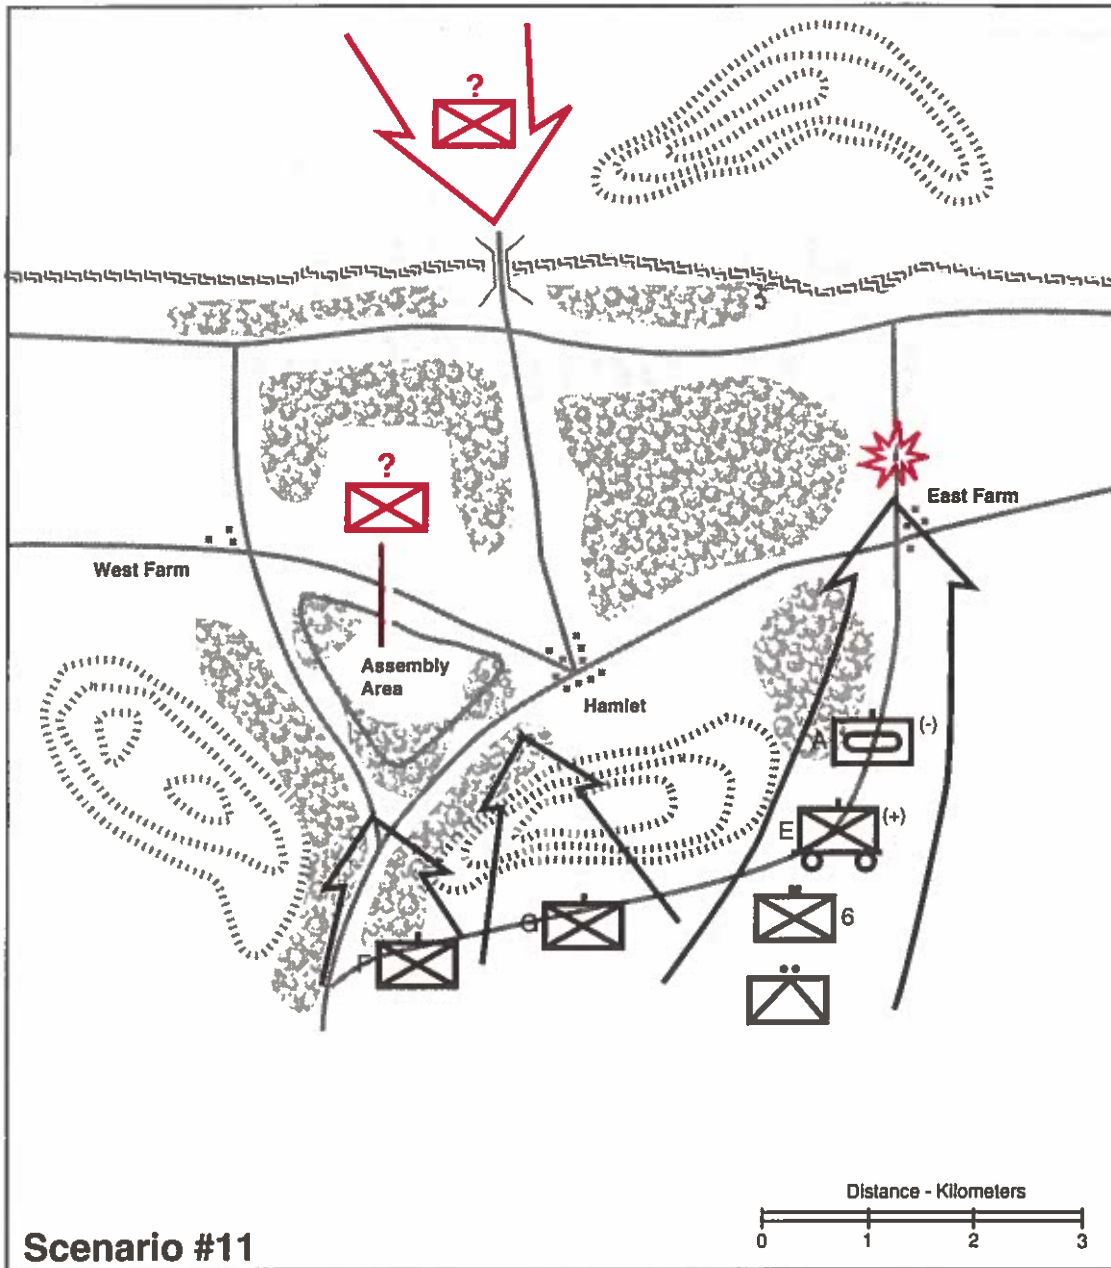 ?
?
East Farm
West Farm
Assembly
Area
Hamlet
A
(-)
E
(+)
6
G
F
Distance - Kilometers
0 1 2 3
Scenario #11